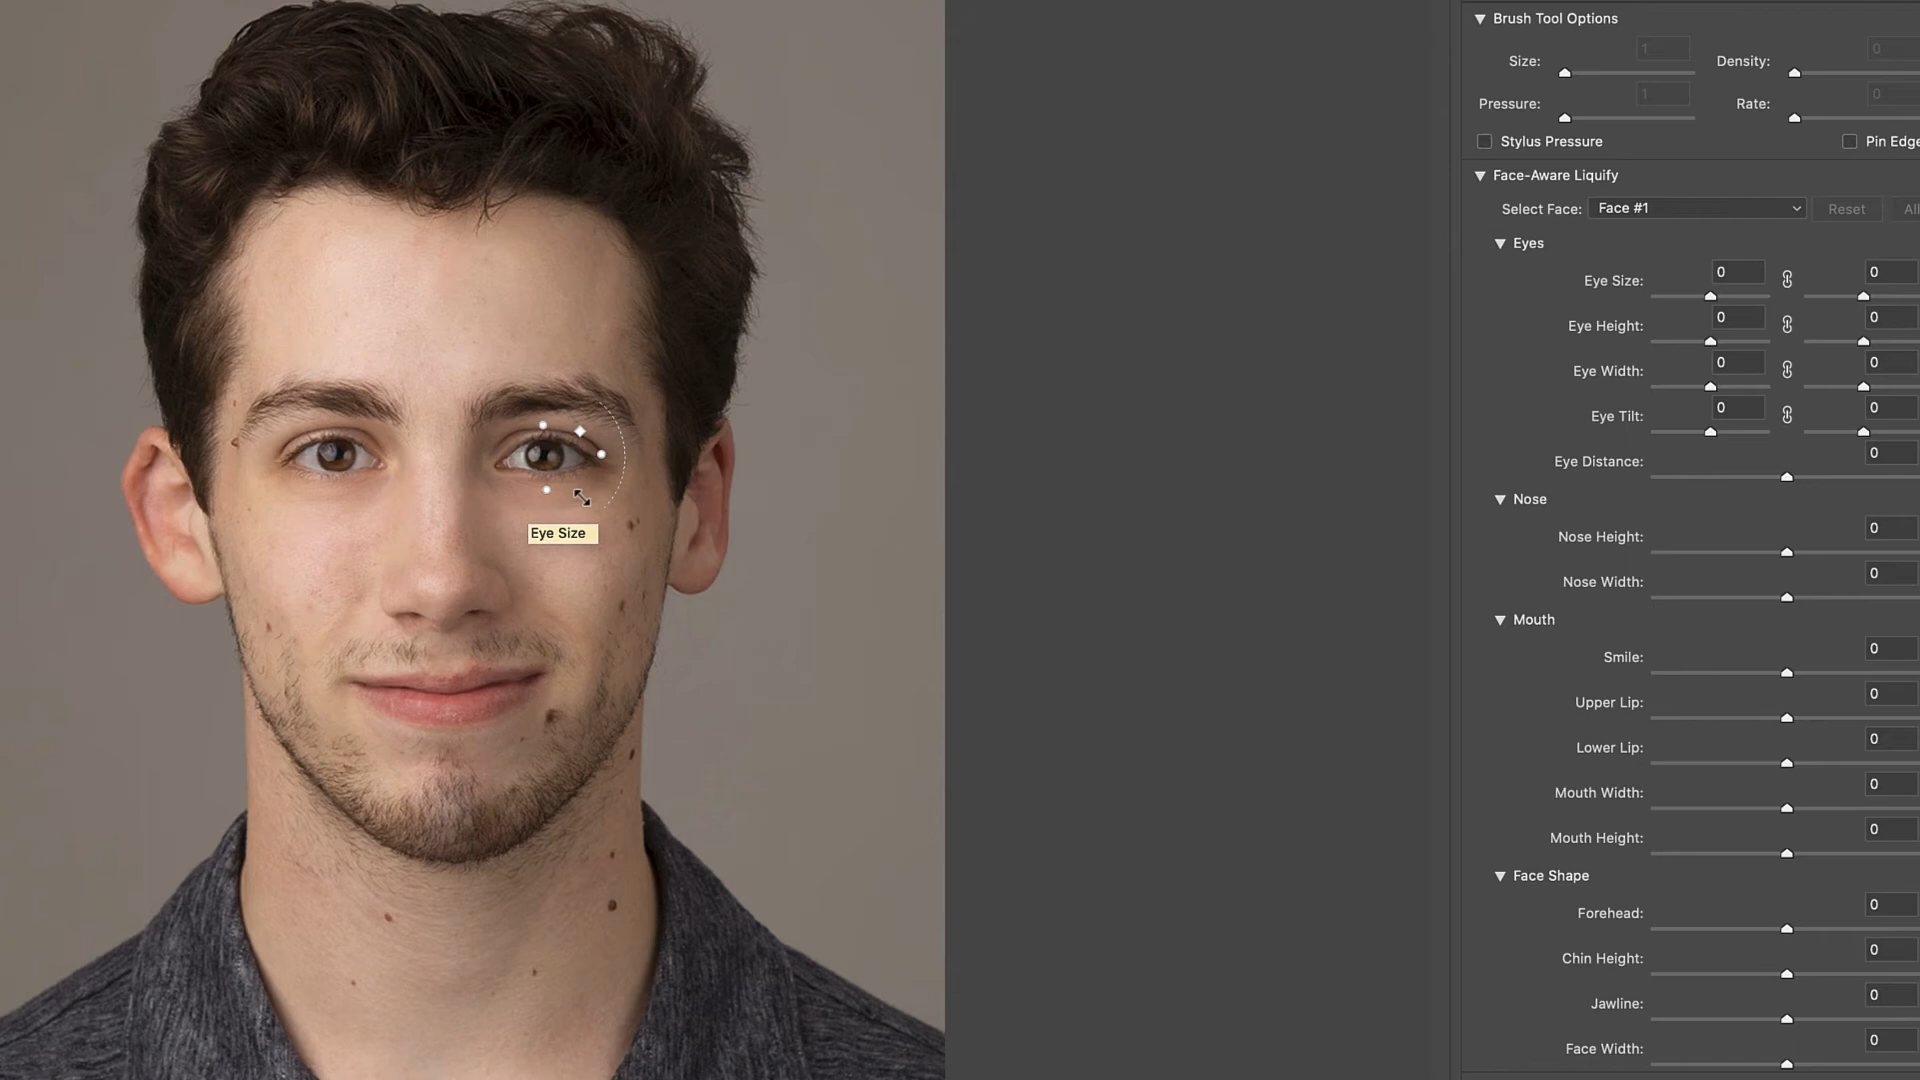 Brush Tool Options
Size: 1 Density: 0
Pressure: 1 Rate: 0
Stylus Pressure Pin Edge
Face-Aware Liquify
Select Face: Face #1 Reset All
Eyes
Eye Size: 0 0
Eye Height: 0 0
Eye Width: 0 0
Eye Tilt: 0 0
Eye Distance: 0
Nose
Nose Height: 0
Nose Width: 0
Mouth
Smile: 0
Upper Lip: 0
Lower Lip: 0
Mouth Width: 0
Mouth Height: 0
Face Shape
Forehead: 0
Chin Height: 0
Jawline: 0
Face Width: 0
Eye Size